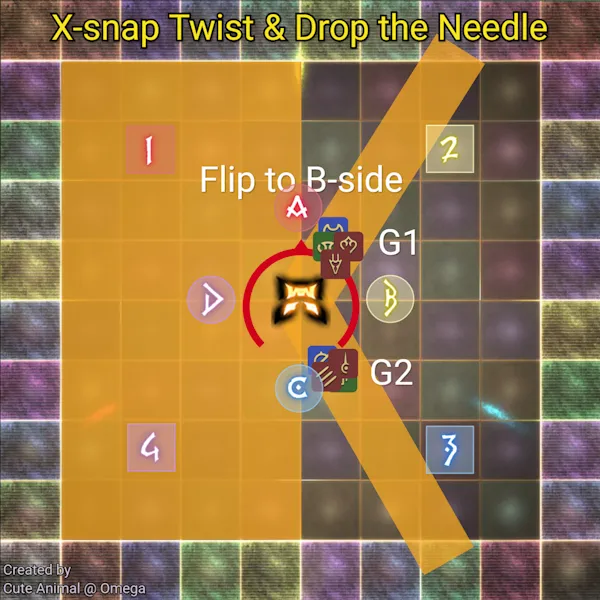 X-snap Twist & Drop the Needle
1
2
Flip to B-side
A
G1
D
B
G2
C
4
3
Created by
Cute Animal @ Omega